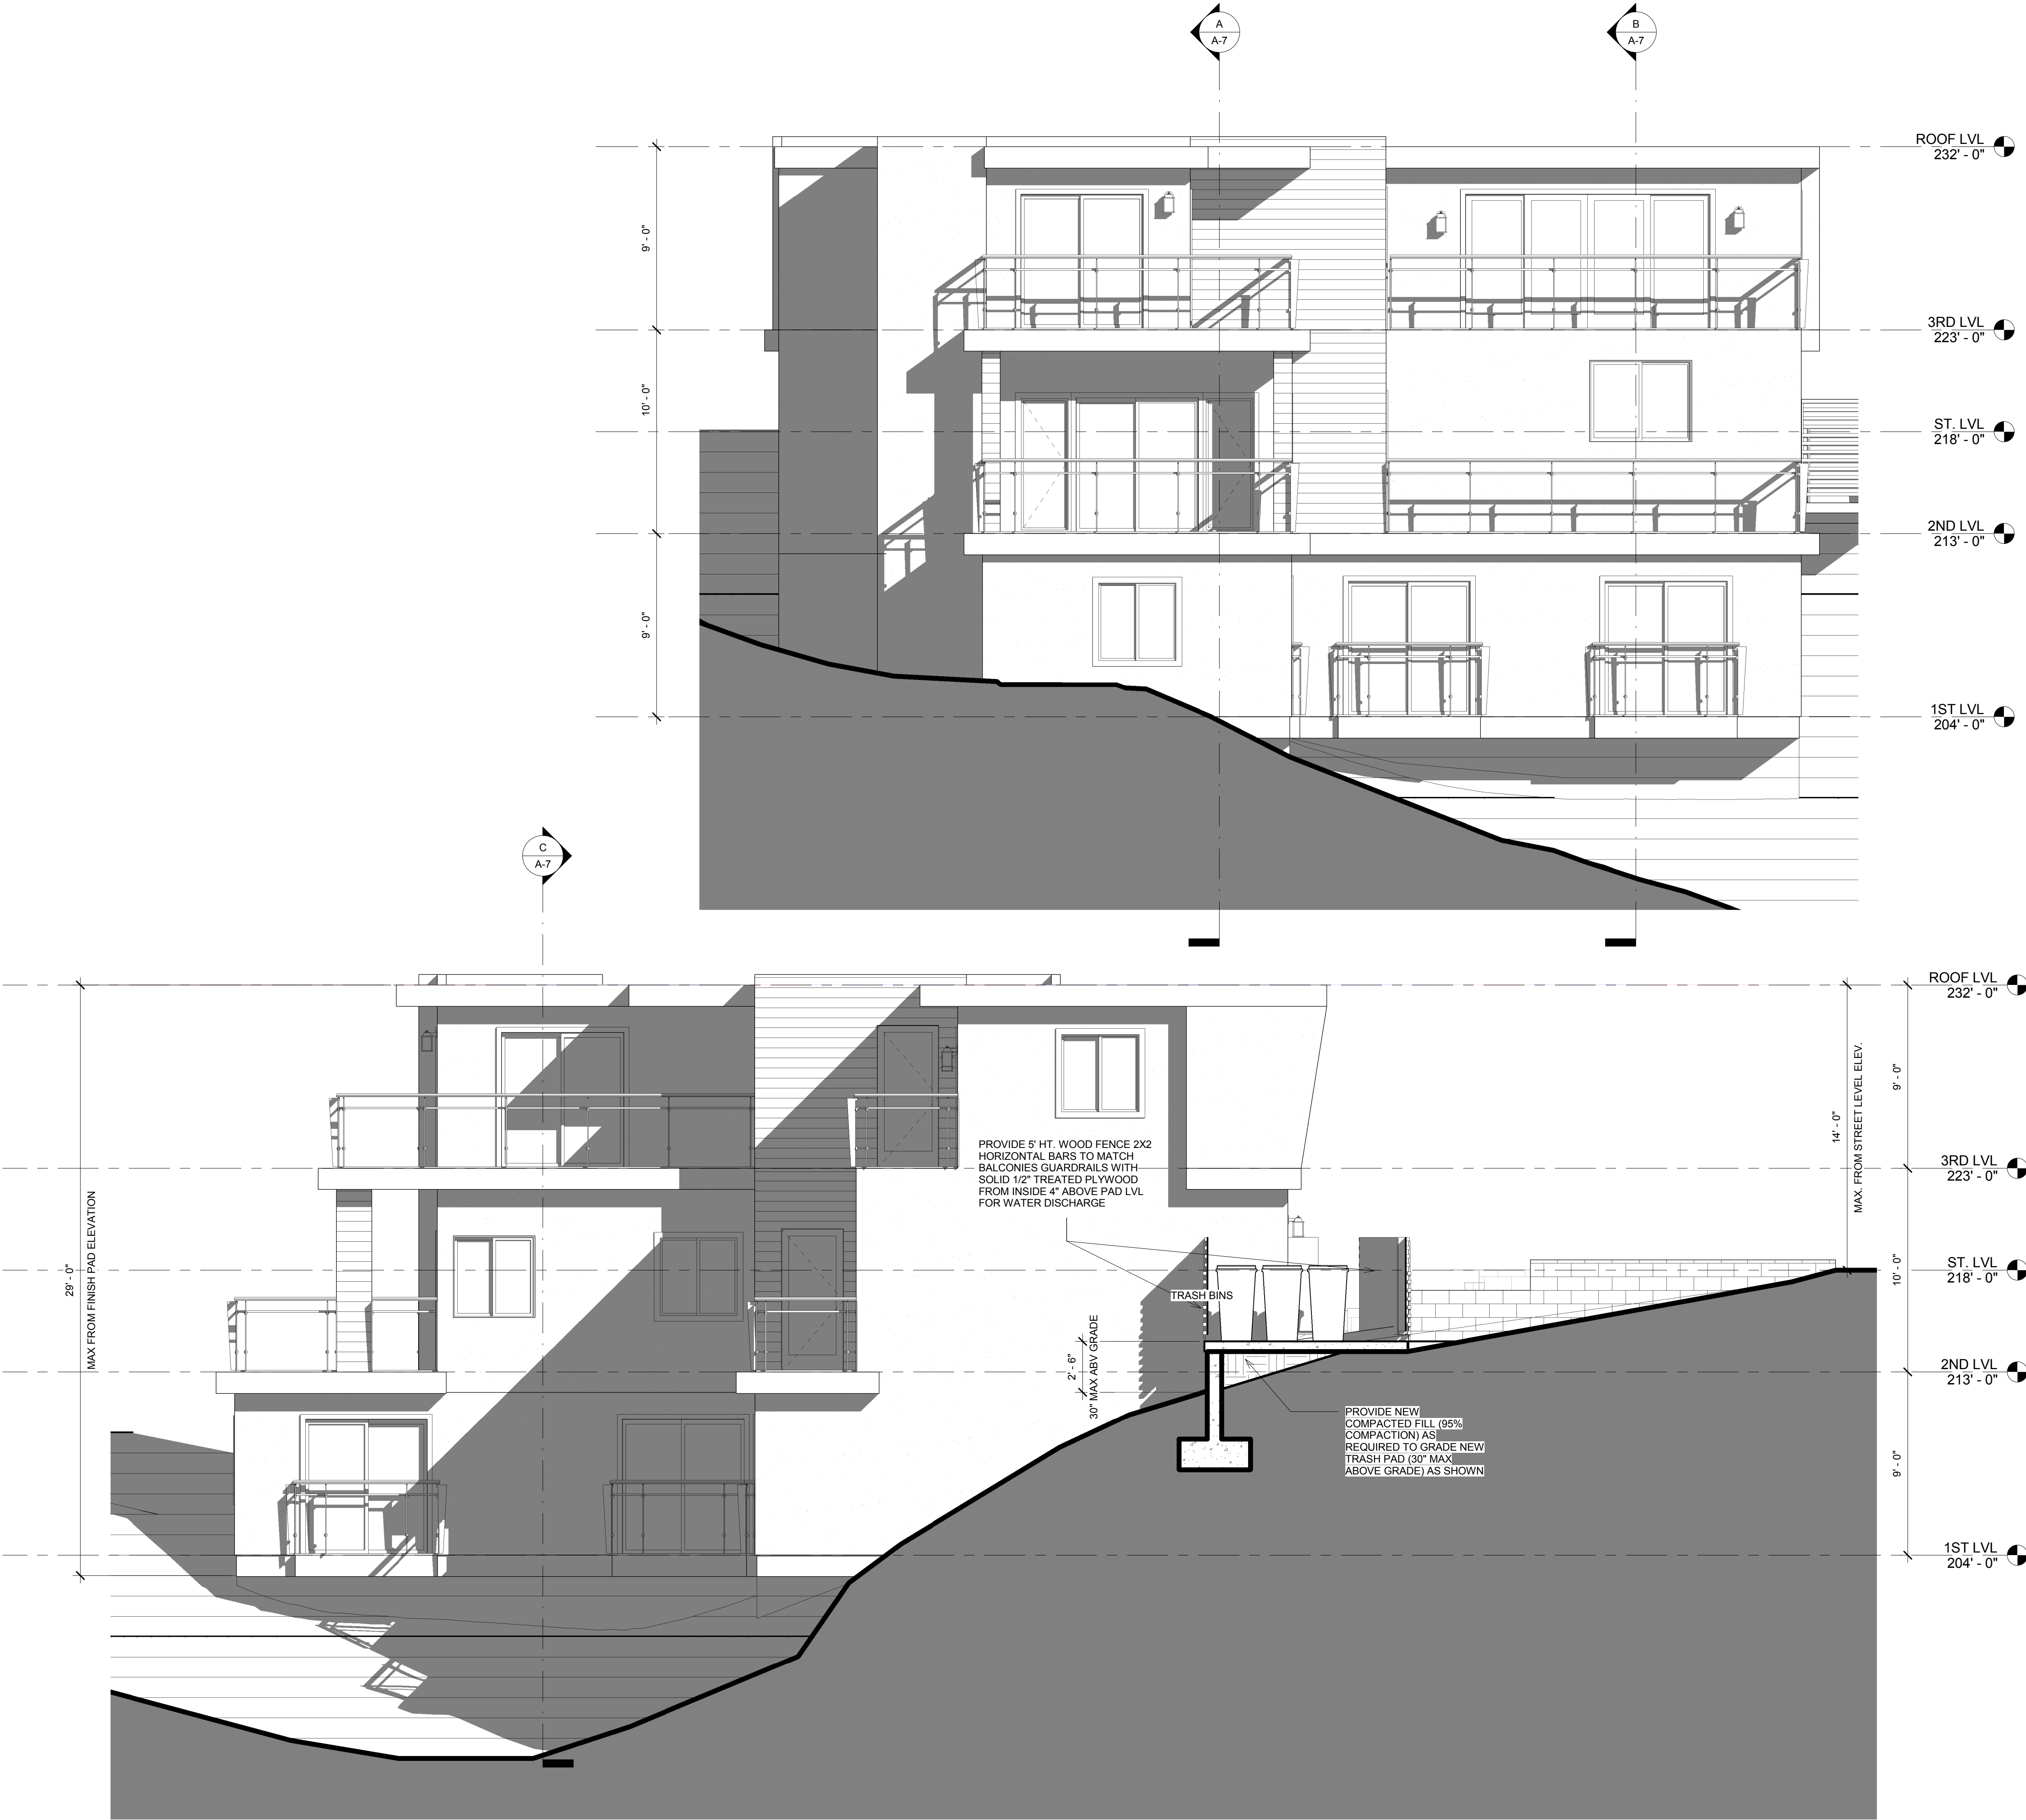 A
A-7
B
A-7
ROOF LVL
232' - 0"
9' - 0"
3RD LVL
223' - 0"
10' - 0"
ST. LVL
218' - 0"
2ND LVL
213' - 0"
9' - 0"
1ST LVL
204' - 0"
C
A-7
ROOF LVL
232' - 0"
9' - 0"
14' - 0"
MAX. FROM STREET LEVEL ELEV.
PROVIDE 5' HT. WOOD FENCE 2X2
HORIZONTAL BARS TO MATCH
BALCONIES GUARDRAILS WITH
SOLID 1/2" TREATED PLYWOOD
FROM INSIDE 4" ABOVE PAD LVL
FOR WATER DISCHARGE
3RD LVL
223' - 0"
29' - 0"
MAX FROM FINISH PAD ELEVATION
10' - 0"
ST. LVL
218' - 0"
TRASH BINS
2' - 6"
30" MAX ABV GRADE
2ND LVL
213' - 0"
PROVIDE NEW
COMPACTED FILL (95%
COMPACTION) AS
REQUIRED TO GRADE NEW
TRASH PAD (30" MAX
ABOVE GRADE) AS SHOWN
9' - 0"
1ST LVL
204' - 0"